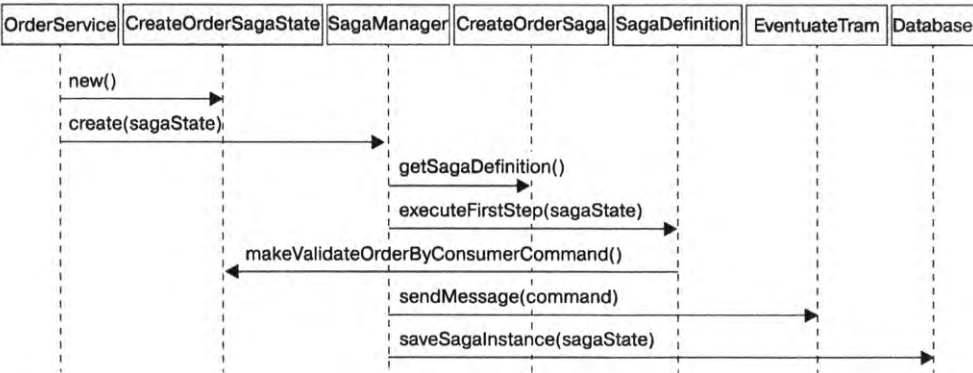 OrderService CreateOrderSagaState SagaManager CreateOrderSaga SagaDefinition EventuateTram Database
new()
create(sagaState)
getSagaDefinition()
executeFirstStep(sagaState)
makeValidateOrderByConsumerCommand()
sendMessage(command)
saveSagaInstance(sagaState)